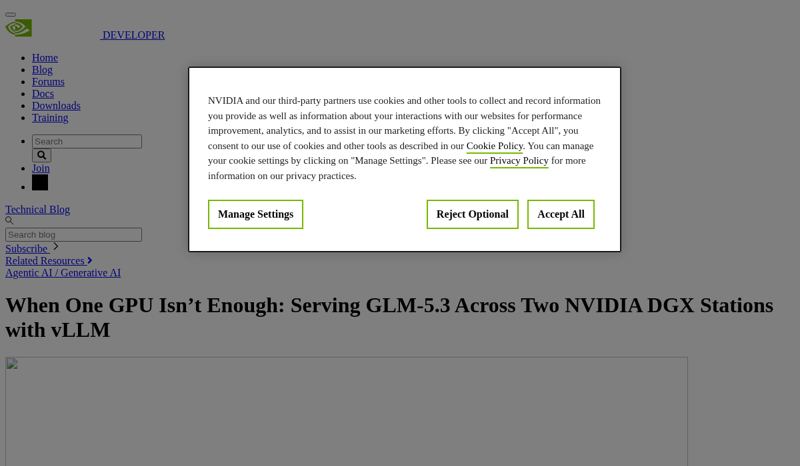 DEVELOPER
Home
Blog
Forums
Docs
Downloads
Training
Search
Join
Technical Blog
Search blog
Subscribe
Related Resources
Agentic AI / Generative AI
NVIDIA and our third-party partners use cookies and other tools to collect and record information
you provide as well as information about your interactions with our websites for performance
improvement, analytics, and to assist in our marketing efforts. By clicking "Accept All", you
consent to our use of cookies and other tools as described in our Cookie Policy. You can manage
your cookie settings by clicking on "Manage Settings". Please see our Privacy Policy for more
information on our privacy practices.
Manage Settings
Reject Optional
Accept All
When One GPU Isn’t Enough: Serving GLM-5.3 Across Two NVIDIA DGX Stations
with vLLM